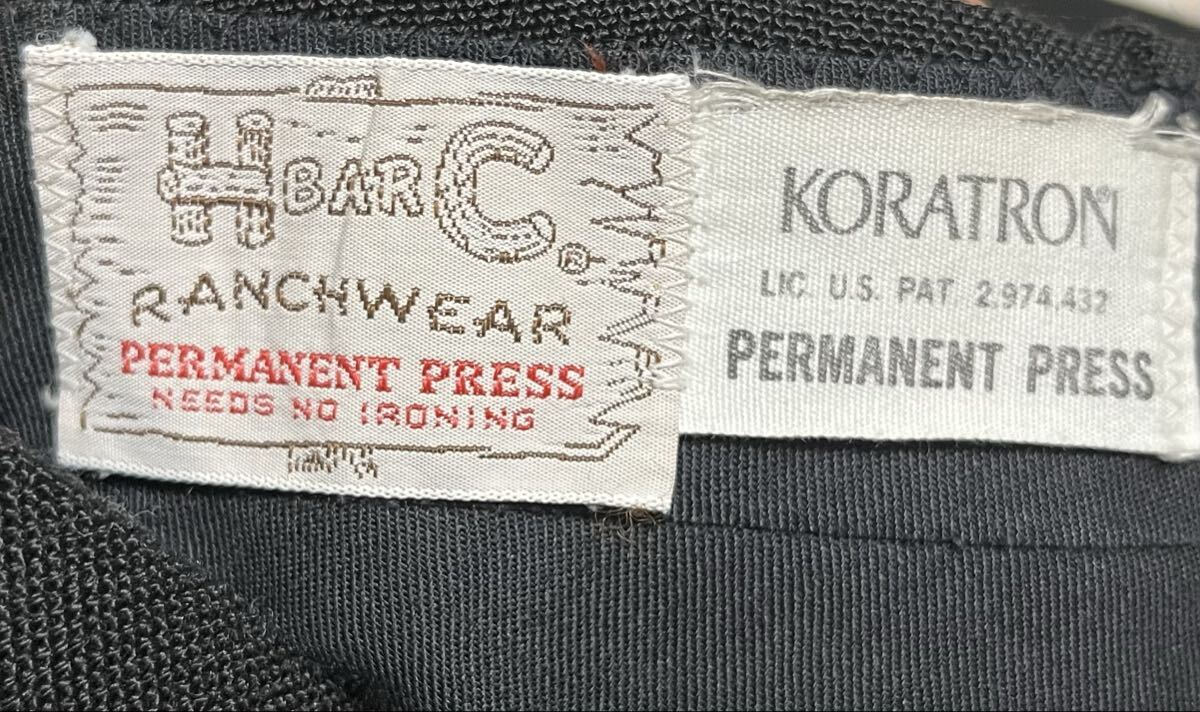 H BAR C®
RANCHWEAR
PERMANENT PRESS
NEEDS NO IRONING
KORATRON®
LIC. U.S. PAT. 2,974,432
PERMANENT PRESS